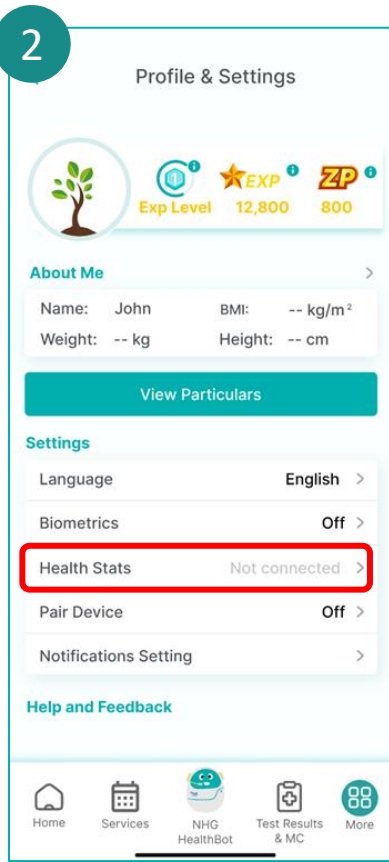 2
Profile & Settings
1
EXP
ZP
Exp Level 12,800 800
About Me
Name: John BMI: -- kg/m²
Weight: -- kg Height: -- cm
View Particulars
Settings
Language English
Biometrics Off
Health Stats Not connected
Pair Device Off
Notifications Setting
Help and Feedback
Home Services NHG HealthBot Test Results & MC More